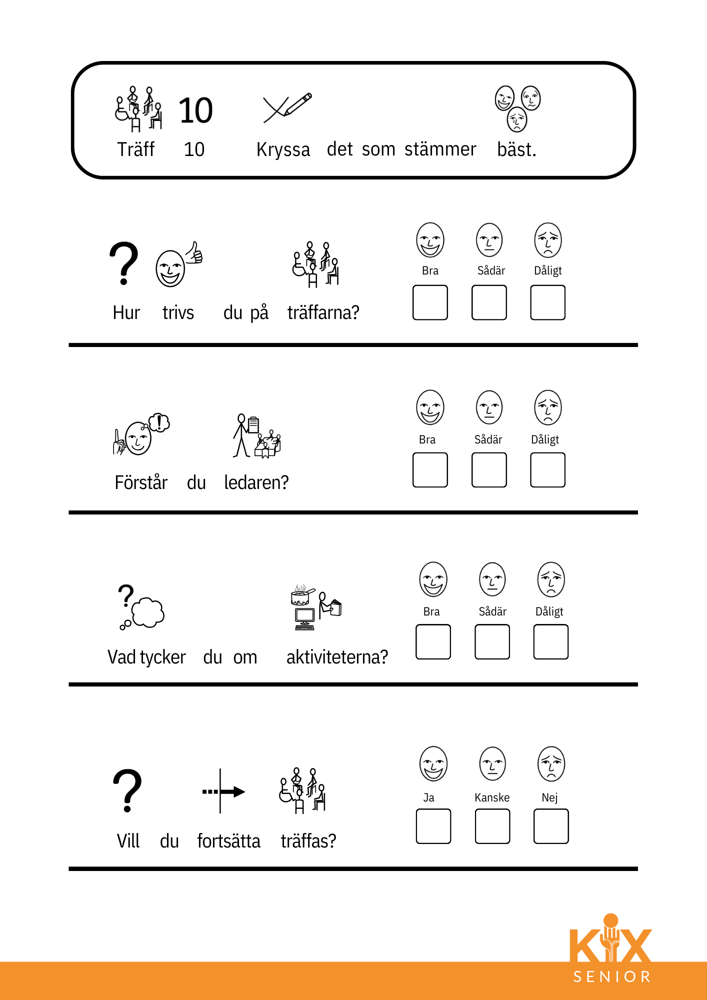 10
Träff 10 Kryssa det som stämmer bäst.
?
Bra Sådär Dåligt
Hur trivs du på träffarna?
!
Bra Sådär Dåligt
Förstår du ledaren?
?
Bra Sådär Dåligt
Vad tycker du om aktiviteterna?
?
Ja Kanske Nej
Vill du fortsätta träffas?
KIX
SENIOR